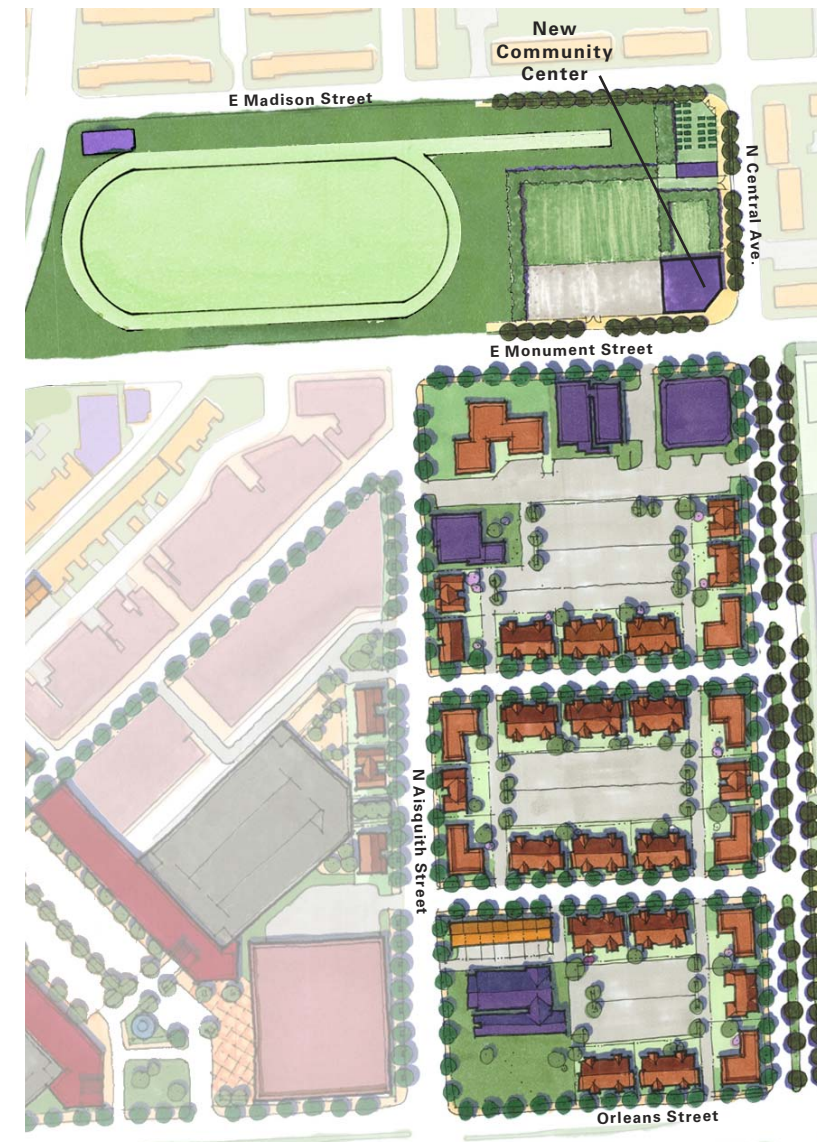 New
Community
Center
E Madison Street
N Central Ave.
E Monument Street
N Aisquith Street
Orleans Street